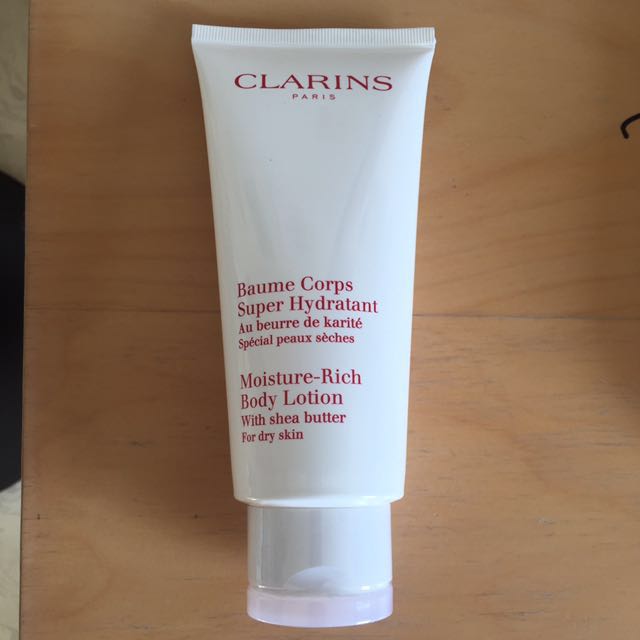 CLARINS
PARIS
Baume Corps
Super Hydratant
Au beurre de karité
Spécial peaux sèches
Moisture-Rich
Body Lotion
With shea butter
For dry skin